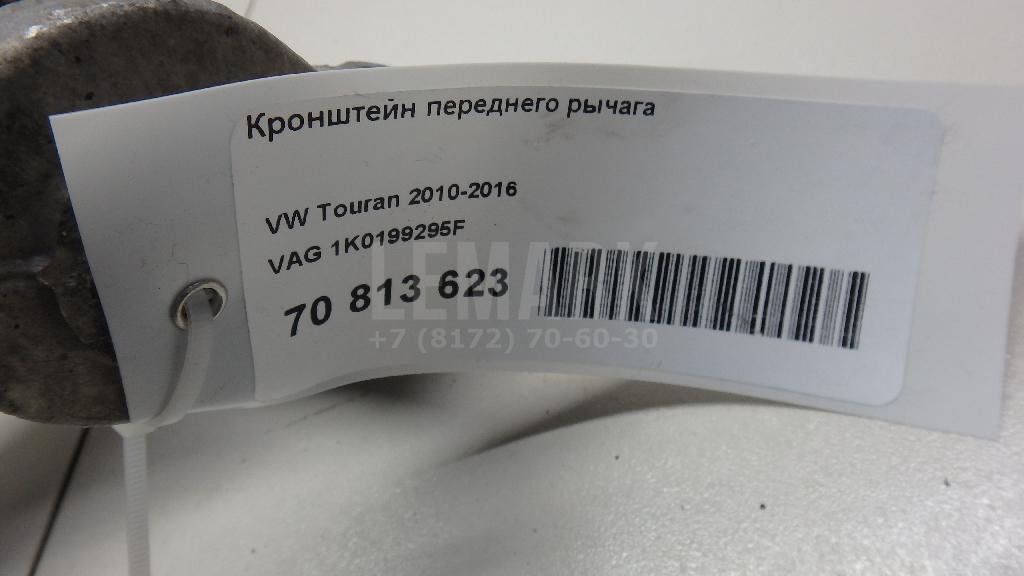 Кронштейн переднего рычага
VW Touran 2010-2016
VAG 1K0199295F
70 813 623
LEMARK
+7 (8172) 70-60-30